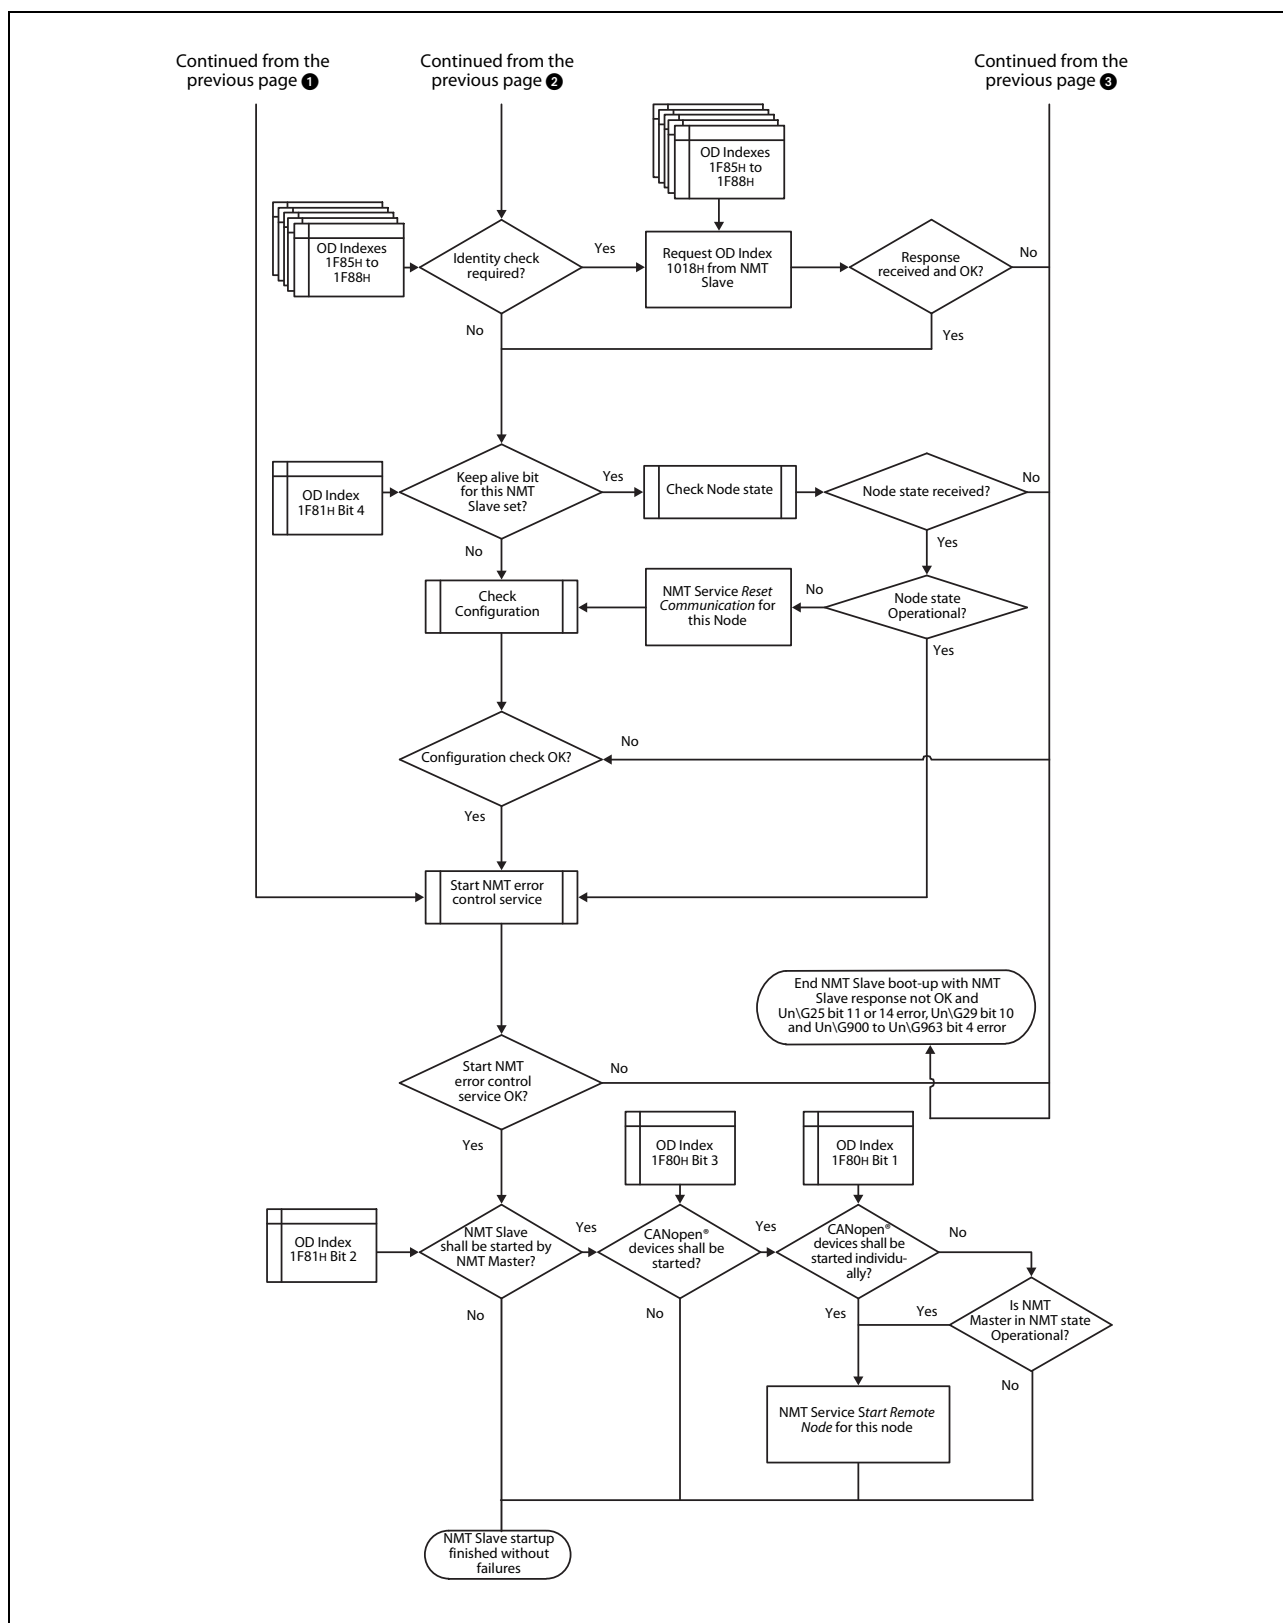 Continued from the
previous page ❶
Continued from the
previous page ❷
Continued from the
previous page ❸
OD Indexes
1F85H to
1F88H
OD Indexes
1F85H to
1F88H
Identity check
required?
Yes
Request OD Index
1018H from NMT
Slave
Response
received and OK?
No
No
Yes
OD Index
1F81H Bit 4
Keep alive bit
for this NMT
Slave set?
Yes
Check Node state
Node state received?
No
No
Yes
Check
Configuration
NMT Service Reset
Communication for
this Node
No
Node state
Operational?
Yes
Configuration check OK?
No
Yes
Start NMT error
control service
End NMT Slave boot-up with NMT
Slave response not OK and
Un\G25 bit 11 or 14 error, Un\G29 bit 10
and Un\G900 to Un\G963 bit 4 error
Start NMT
error control
service OK?
No
Yes
OD Index
1F80H Bit 3
OD Index
1F80H Bit 1
OD Index
1F81H Bit 2
NMT Slave
shall be started by
NMT Master?
Yes
CANopen®
devices shall be
started?
Yes
CANopen®
devices shall be
started individu-
ally?
No
No
No
Yes
Yes
Is NMT
Master in NMT state
Operational?
No
NMT Service Start Remote
Node for this node
NMT Slave startup
finished without
failures